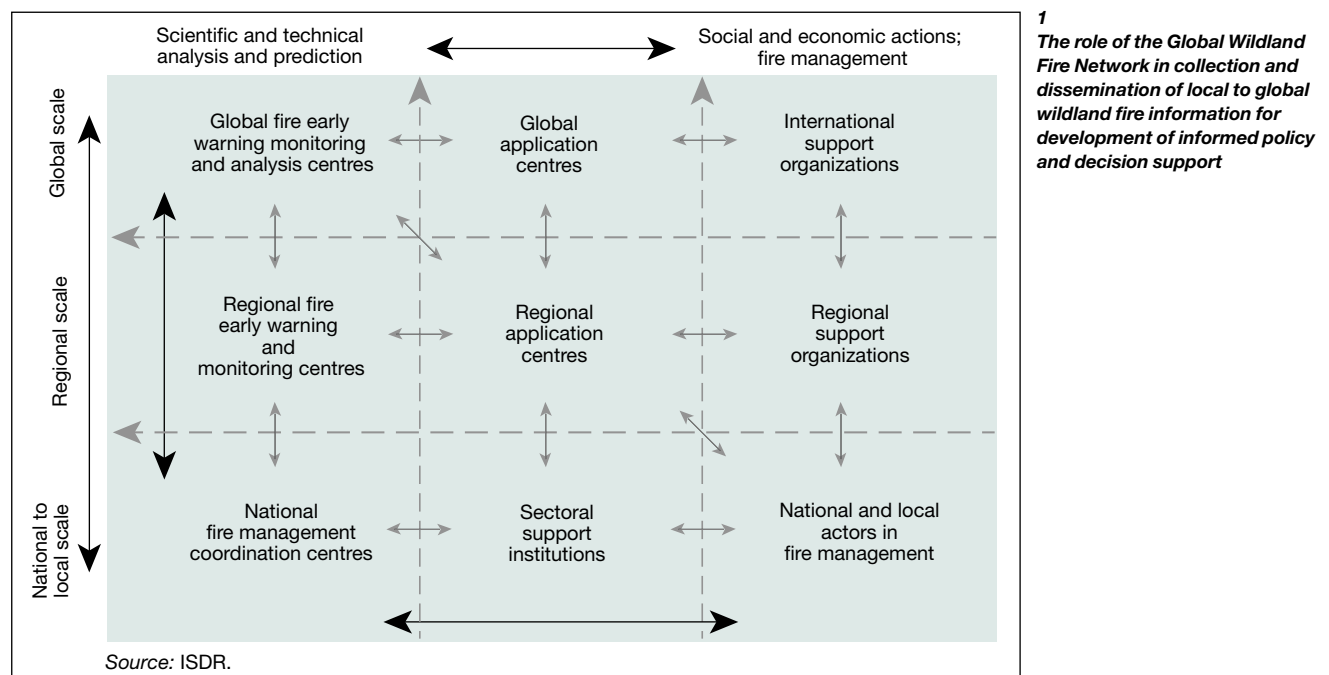 Scientific and technical
analysis and prediction
Social and economic actions;
fire management
Global scale
Global fire early
warning monitoring
and analysis centres
Global
application
centres
International
support
organizations
Regional scale
Regional fire
early warning
and
monitoring centres
Regional
application
centres
Regional
support
organizations
National to
local scale
National
fire management
coordination centres
Sectoral
support
institutions
National and local
actors in
fire management
Source: ISDR.
1
The role of the Global Wildland
Fire Network in collection and
dissemination of local to global
wildland fire information for
development of informed policy
and decision support